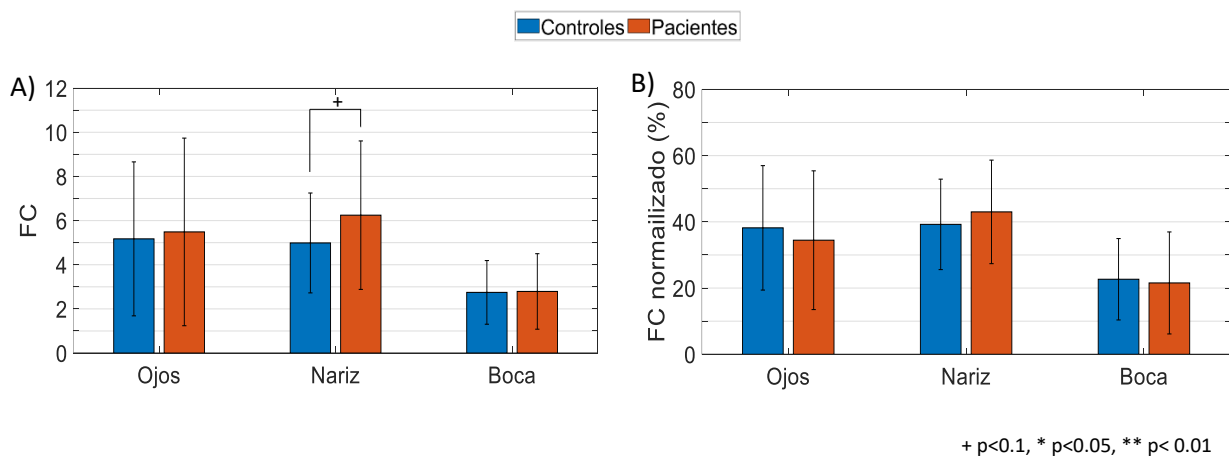 Controles Pacientes
A)
FC
12
10
8
6
4
2
0
+
Ojos Nariz Boca
B)
FC normailizado (%)
80
60
40
20
0
Ojos Nariz Boca
+ p<0.1, * p<0.05, ** p< 0.01